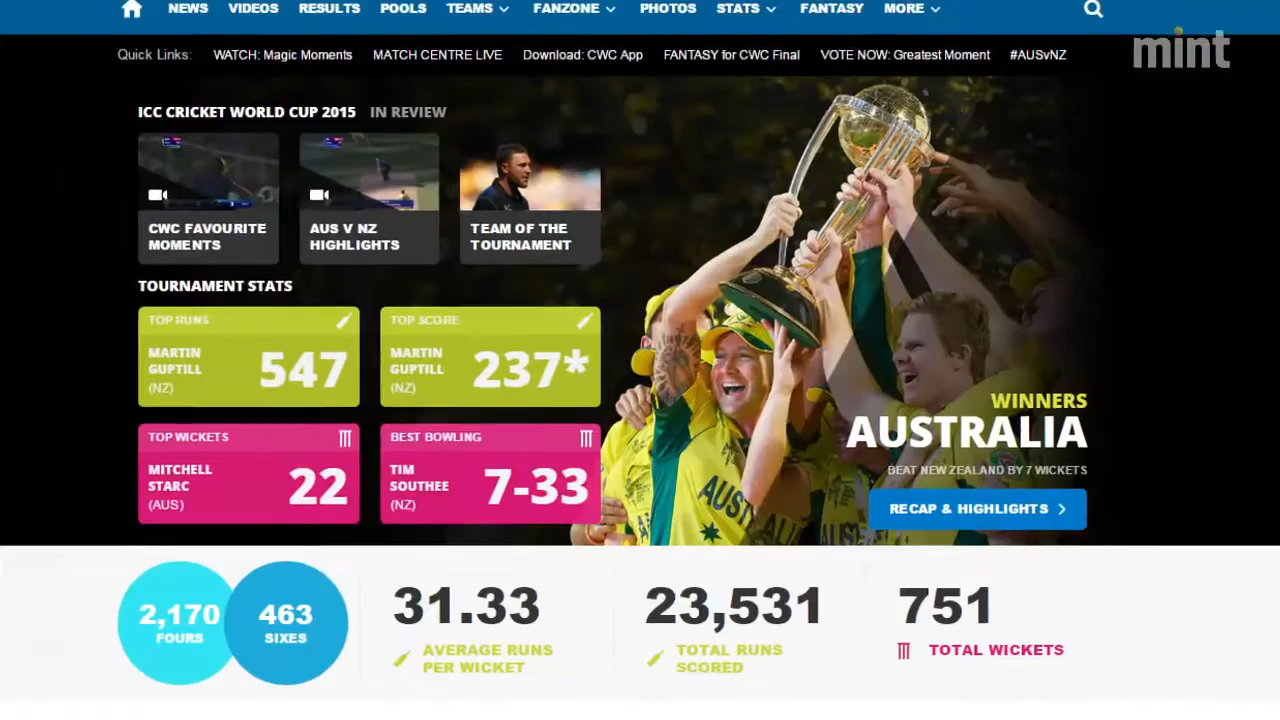 NEWS VIDEOS RESULTS POOLS TEAMS FANZONE PHOTOS STATS FANTASY MORE
Quick Links: WATCH: Magic Moments MATCH CENTRE LIVE Download: CWC App FANTASY for CWC Final VOTE NOW: Greatest Moment #AUSvNZ
mint
ICC CRICKET WORLD CUP 2015 IN REVIEW
CWC FAVOURITE
MOMENTS
AUS V NZ
HIGHLIGHTS
TEAM OF THE
TOURNAMENT
TOURNAMENT STATS
TOP RUNS
MARTIN
GUPTILL
(NZ)
547
TOP SCORE
MARTIN
GUPTILL
(NZ)
237*
TOP WICKETS
MITCHELL
STARC
(AUS)
22
BEST BOWLING
TIM
SOUTHEE
(NZ)
7-33
AUST
WINNERS
AUSTRALIA
BEAT NEW ZEALAND BY 7 WICKETS
RECAP & HIGHLIGHTS
2,170
FOURS
463
SIXES
31.33
AVERAGE RUNS
PER WICKET
23,531
TOTAL RUNS
SCORED
751
TOTAL WICKETS